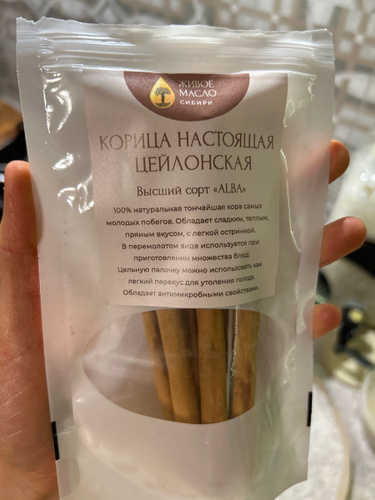 ЖИВОЕ
МАСЛО
СИБИРИ
КОРИЦА НАСТОЯЩАЯ
ЦЕЙЛОНСКАЯ
Высший сорт «ALBA»
100% натуральная тончайшая кора самых
молодых побегов. Обладает сладким, теплым,
пряным вкусом, с легкой остринкой.
В перемолотом виде используется при
приготовлении множества блюд.
Цельную палочку можно использовать как
легкий перекус для утоления голода.
Обладает антимикробными свойствами.